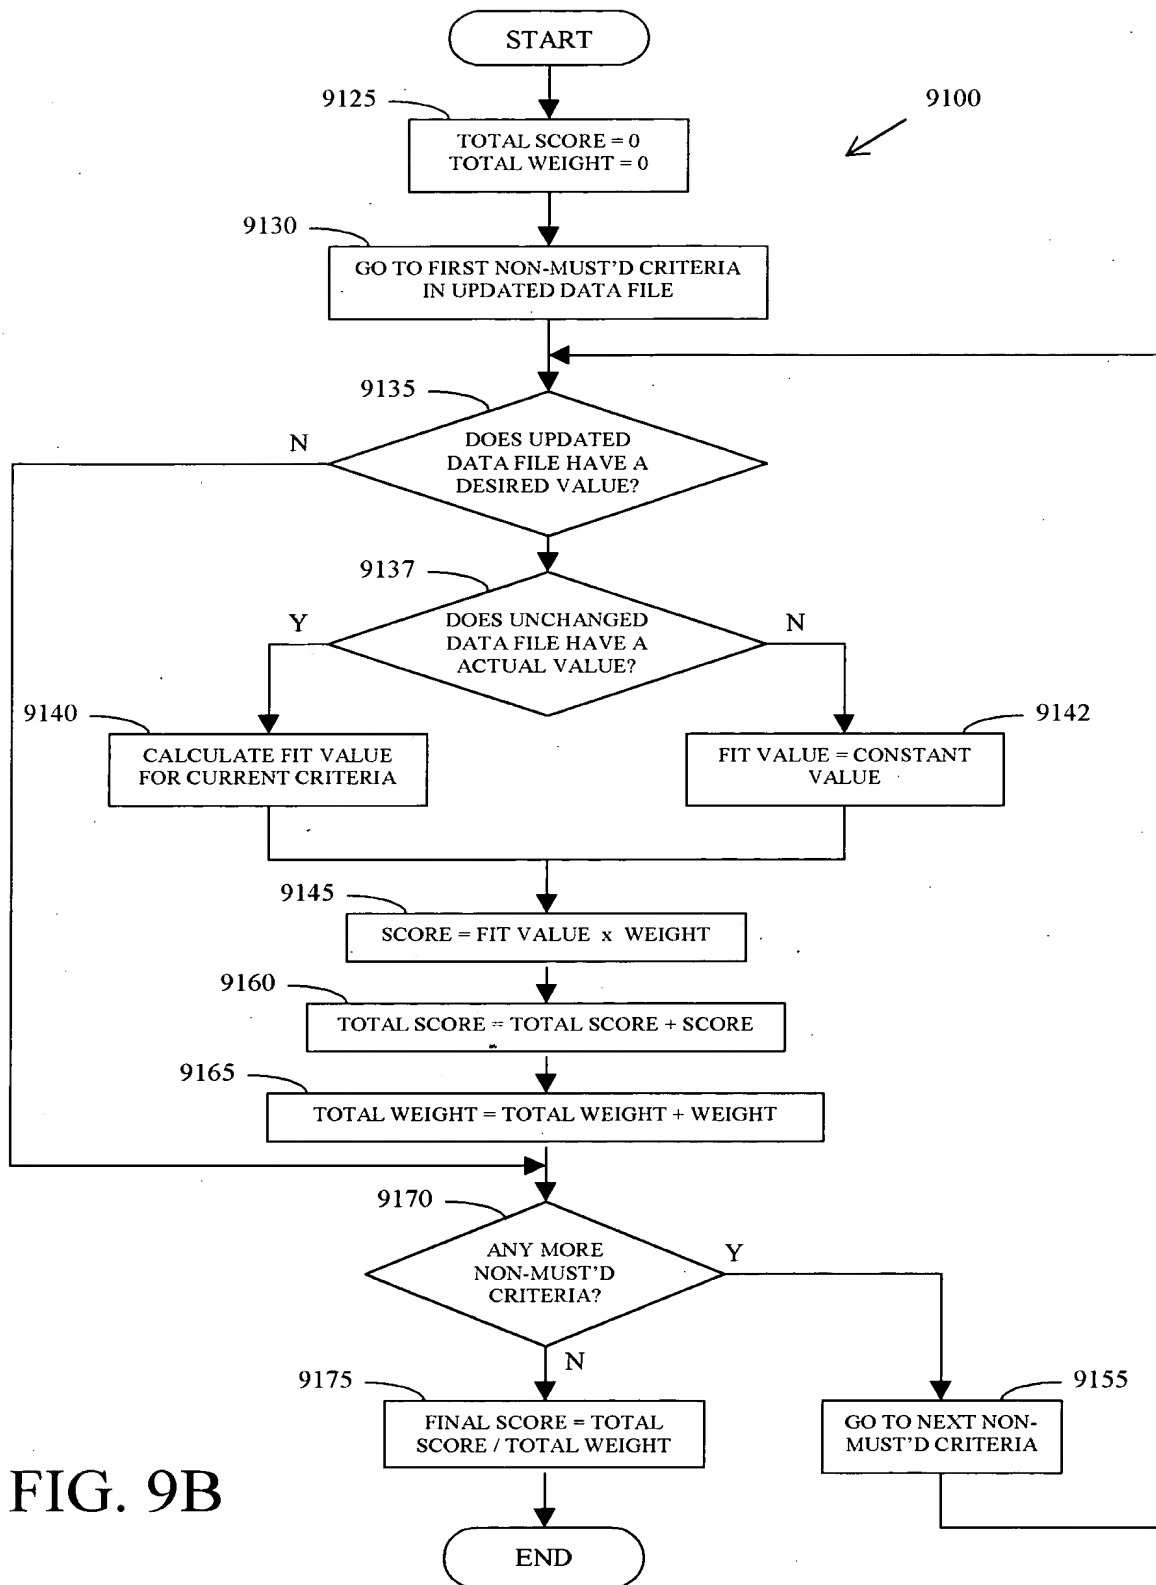 START
9125
9100
TOTAL SCORE = 0
TOTAL WEIGHT = 0
9130
GO TO FIRST NON-MUST'D CRITERIA
IN UPDATED DATA FILE
9135
N
DOES UPDATED
DATA FILE HAVE A
DESIRED VALUE?
9137
Y
DOES UNCHANGED
DATA FILE HAVE A
ACTUAL VALUE?
N
9140
9142
CALCULATE FIT VALUE
FOR CURRENT CRITERIA
FIT VALUE = CONSTANT
VALUE
9145
SCORE = FIT VALUE x WEIGHT
9160
TOTAL SCORE = TOTAL SCORE + SCORE
9165
TOTAL WEIGHT = TOTAL WEIGHT + WEIGHT
9170
ANY MORE
NON-MUST'D
CRITERIA?
Y
N
9175
9155
FINAL SCORE = TOTAL
SCORE / TOTAL WEIGHT
GO TO NEXT NON-
MUST'D CRITERIA
FIG. 9B
END